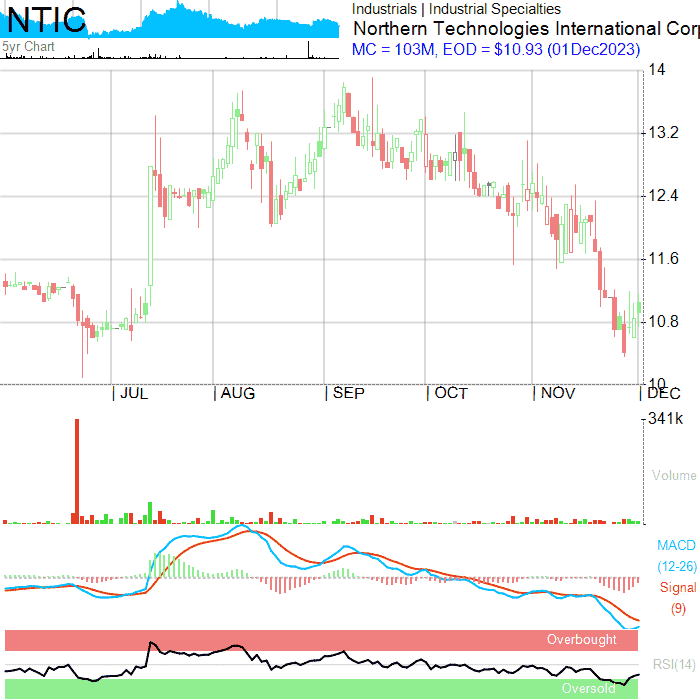 NTIC
5yr Chart
Industrials | Industrial Specialties
Northern Technologies International Corp
MC = 103M, EOD = $10.93 (01Dec2023)
14
13.2
12.4
11.6
10.8
10
| JUL | AUG | SEP | OCT | NOV | DEC
341k
Volume
MACD
(12-26)
Signal
(9)
Overbought
RSI(14)
Oversold